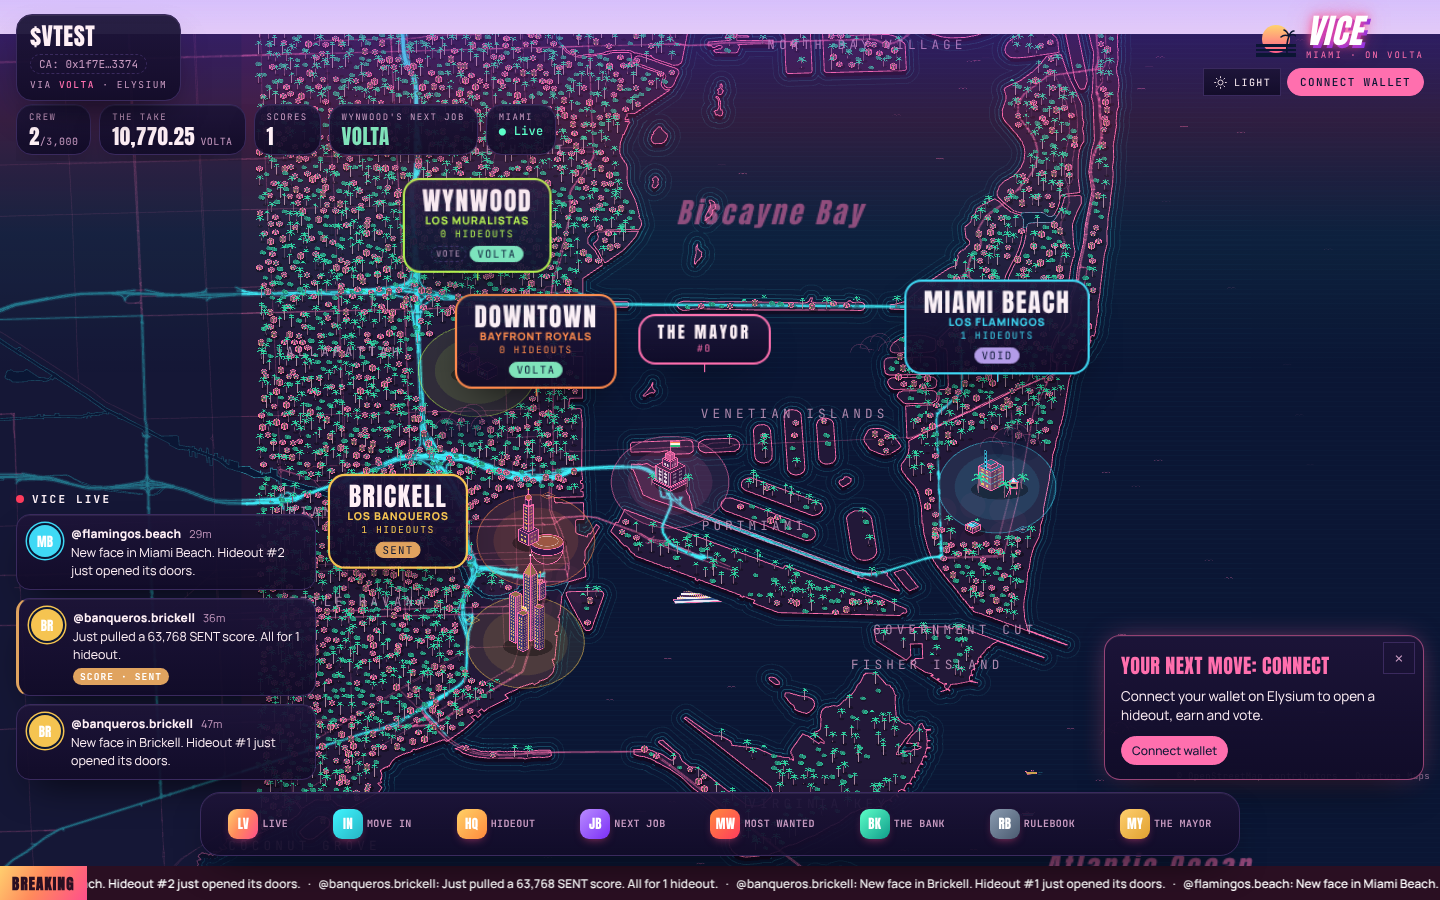 $VTEST
CA: 0x1f7E…3374
VIA VOLTA · ELYSIUM
VICE
MIAMI · ON VOLTA
LIGHT
CONNECT WALLET
CREW
2/3,000
THE TAKE
10,770.25 VOLTA
SCORES
1
WYNWOOD'S NEXT JOB
VOLTA
MIAMI
Live
NORTH BAY VILLAGE
Biscayne Bay
WYNWOOD
LOS MURALISTAS
0 HIDEOUTS
VOTE VOLTA
DOWNTOWN
BAYFRONT ROYALS
0 HIDEOUTS
VOLTA
THE MAYOR
#0
MIAMI BEACH
LOS FLAMINGOS
1 HIDEOUTS
VOID
VENETIAN ISLANDS
BRICKELL
LOS BANQUEROS
1 HIDEOUTS
SENT
PORTMIAMI
GOVERNMENT CUT
FISHER ISLAND
VICE LIVE
MB
@flamingos.beach 29m
New face in Miami Beach. Hideout #2
just opened its doors.
BR
@banqueros.brickell 36m
Just pulled a 63,768 SENT score. All for 1
hideout.
SCORE · SENT
BR
@banqueros.brickell 47m
New face in Brickell. Hideout #1 just
opened its doors.
YOUR NEXT MOVE: CONNECT
×
Connect your wallet on Elysium to open a
hideout, earn and vote.
Connect wallet
LV LIVE
IN MOVE IN
HQ HIDEOUT
JB NEXT JOB
MW MOST WANTED
BK THE BANK
RB RULEBOOK
MY THE MAYOR
COCONUT GROVE
Atlantic Ocean
BREAKING
ch. Hideout #2 just opened its doors. · @banqueros.brickell: Just pulled a 63,768 SENT score. All for 1 hideout. · @banqueros.brickell: New face in Brickell. Hideout #1 just opened its doors. · @flamingos.beach: New face in Miami Beach.